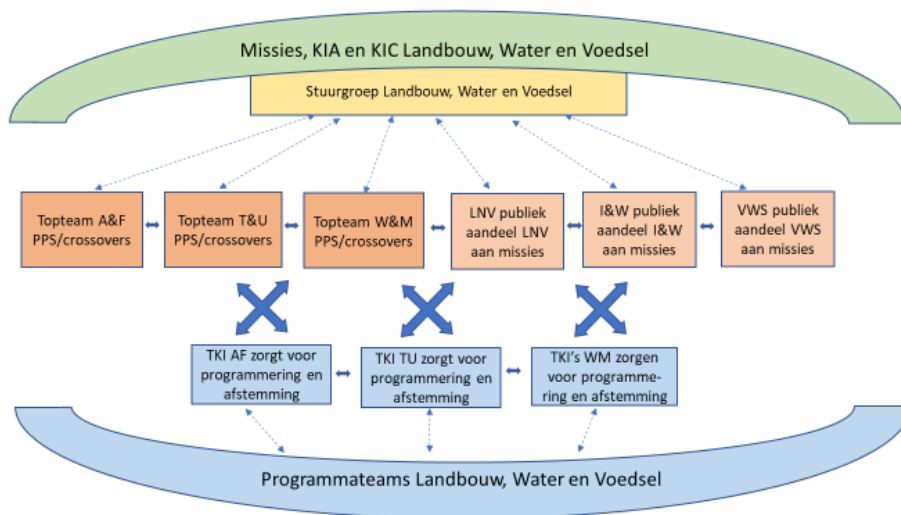 Missies, KIA en KIC Landbouw, Water en Voedsel
Stuurgroep Landbouw, Water en Voedsel
Topteam A&F
PPS/crossovers
Topteam T&U
PPS/crossovers
Topteam W&M
PPS/crossovers
LNV publiek
aandeel LNV
aan missies
I&W publiek
aandeel I&W
aan missies
VWS publiek
aandeel VWS
aan missies
TKI AF zorgt voor
programmering en
afstemming
TKI TU zorgt voor
programmering en
afstemming
TKI's WM zorgen
voor programme-
ring en afstemming
Programmateams Landbouw, Water en Voedsel